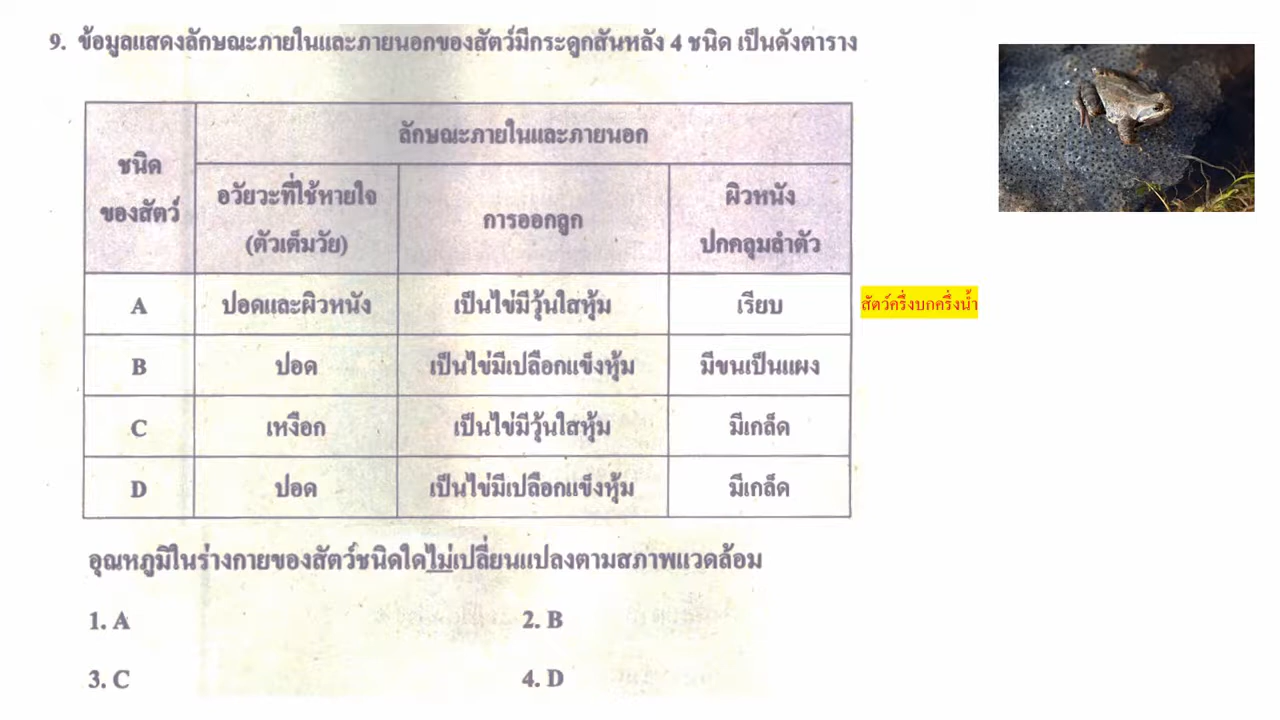 9. ข้อมูลแสดงลักษณะภายในและภายนอกของสัตว์มีกระดูกสันหลัง 4 ชนิด เป็นดังตาราง
ชนิด
ของสัตว์
ลักษณะภายในและภายนอก
อวัยวะที่ใช้หายใจ
(ตัวเต็มวัย)
การออกลูก
ผิวหนัง
ปกคลุมลำตัว
A ปอดและผิวหนัง เป็นไข่มีวุ้นใสหุ้ม เรียบ สัตว์ครึ่งบกครึ่งน้ำ
B ปอด เป็นไข่มีเปลือกแข็งหุ้ม มีขนเป็นแผง
C เหงือก เป็นไข่มีวุ้นใสหุ้ม มีเกล็ด
D ปอด เป็นไข่มีเปลือกแข็งหุ้ม มีเกล็ด
อุณหภูมิในร่างกายของสัตว์ชนิดใดไม่เปลี่ยนแปลงตามสภาพแวดล้อม
1. A 2. B
3. C 4. D